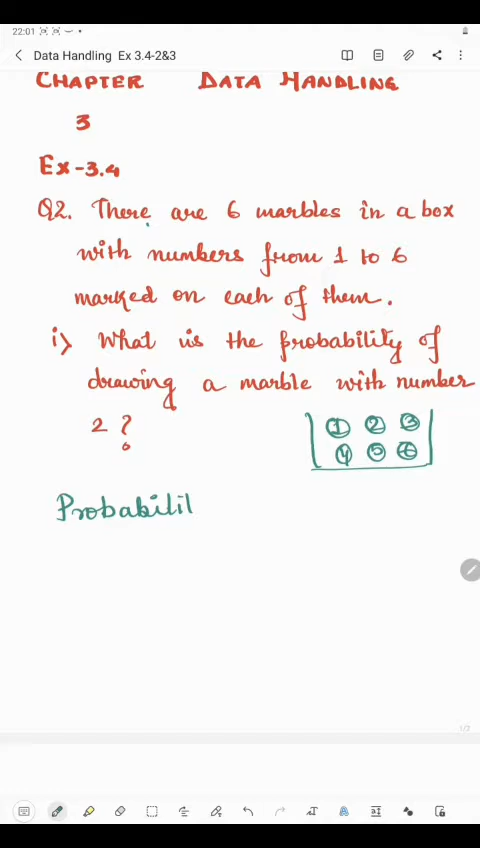 22:01
Data Handling Ex 3.4-2&3
CHAPTER DATA HANDLING
3
Ex-3.4
Q2. There are 6 marbles in a box
with numbers from 1 to 6
marked on each of them.
i) What is the probability of
drawing a marble with number
2 ?
1 2 3
4 5 6
Probabilil
1/2